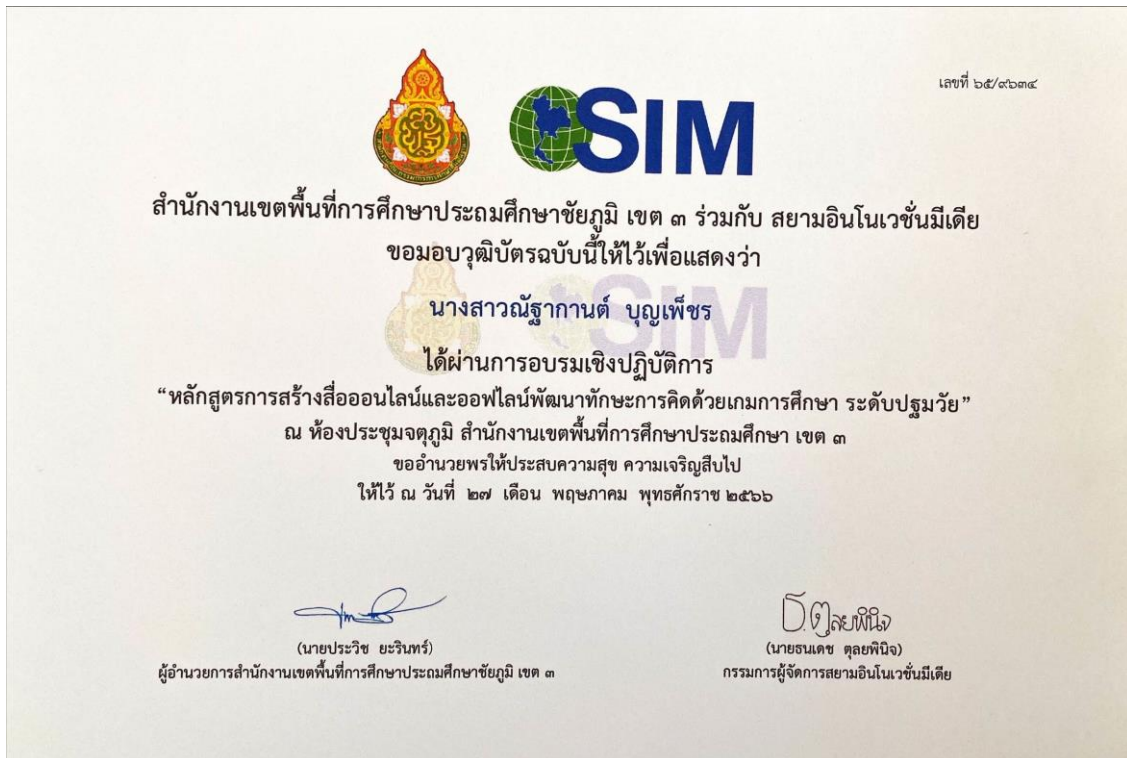 เลขที่ ๖๕/๙๖๓๔
SIM
สำนักงานเขตพื้นที่การศึกษาประถมศึกษาชัยภูมิ เขต ๓ ร่วมกับ สยามอินโนเวชั่นมีเดีย
ขอมอบวุฒิบัตรฉบับนี้ให้ไว้เพื่อแสดงว่า
นางสาวณัฐากานต์ บุญเพ็ชร
ได้ผ่านการอบรมเชิงปฏิบัติการ
“หลักสูตรการสร้างสื่อออนไลน์และออฟไลน์พัฒนาทักษะการคิดด้วยเกมการศึกษา ระดับปฐมวัย”
ณ ห้องประชุมจตุภูมิ สำนักงานเขตพื้นที่การศึกษาประถมศึกษา เขต ๓
ขออำนวยพรให้ประสบความสุข ความเจริญสืบไป
ให้ไว้ ณ วันที่ ๒๗ เดือน พฤษภาคม พุทธศักราช ๒๕๖๖
ธ.ตุลยพินิจ
(นายประวิช ยะรินทร์)
(นายธนเดช ตุลยพินิจ)
ผู้อำนวยการสำนักงานเขตพื้นที่การศึกษาประถมศึกษาชัยภูมิ เขต ๓
กรรมการผู้จัดการสยามอินโนเวชั่นมีเดีย